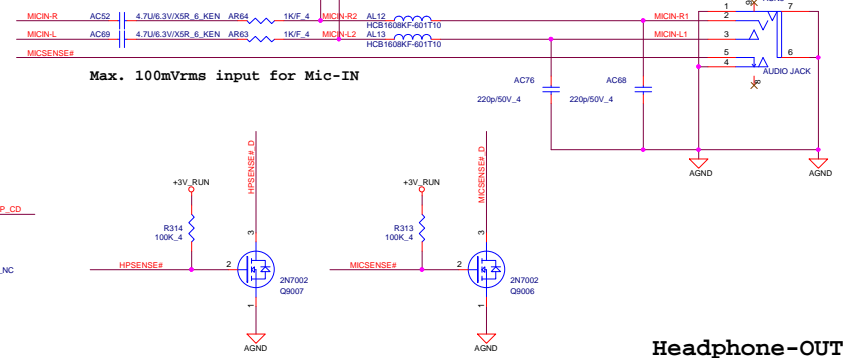 1 7
MICIN-R AC52 4.7U/6.3V/X5R_6_KEN AR64 1K/F_4 MICIN-R2 AL12 MICIN-R1 2
HCB1608KF-601T10
MICIN-L AC69 4.7U/6.3V/X5R_6_KEN AR63 1K/F_4 MICIN-L2 AL13 MICIN-L1 3
HCB1608KF-601T10
MICSENSE# 5 6
4
AUDIO JACK
8
Max. 100mVrms input for Mic-IN
AC76 AC68
220p/50V_4 220p/50V_4
AGND AGND
HPSENSE#_D MICSENSE#_D
+3V_RUN +3V_RUN
P_CD
R314 R313
100K_4 100K_4
3 3
_NC
HPSENSE# 2 MICSENSE# 2
2N7002 2N7002
Q9007 Q9006
1 1
AGND AGND
Headphone-OUT